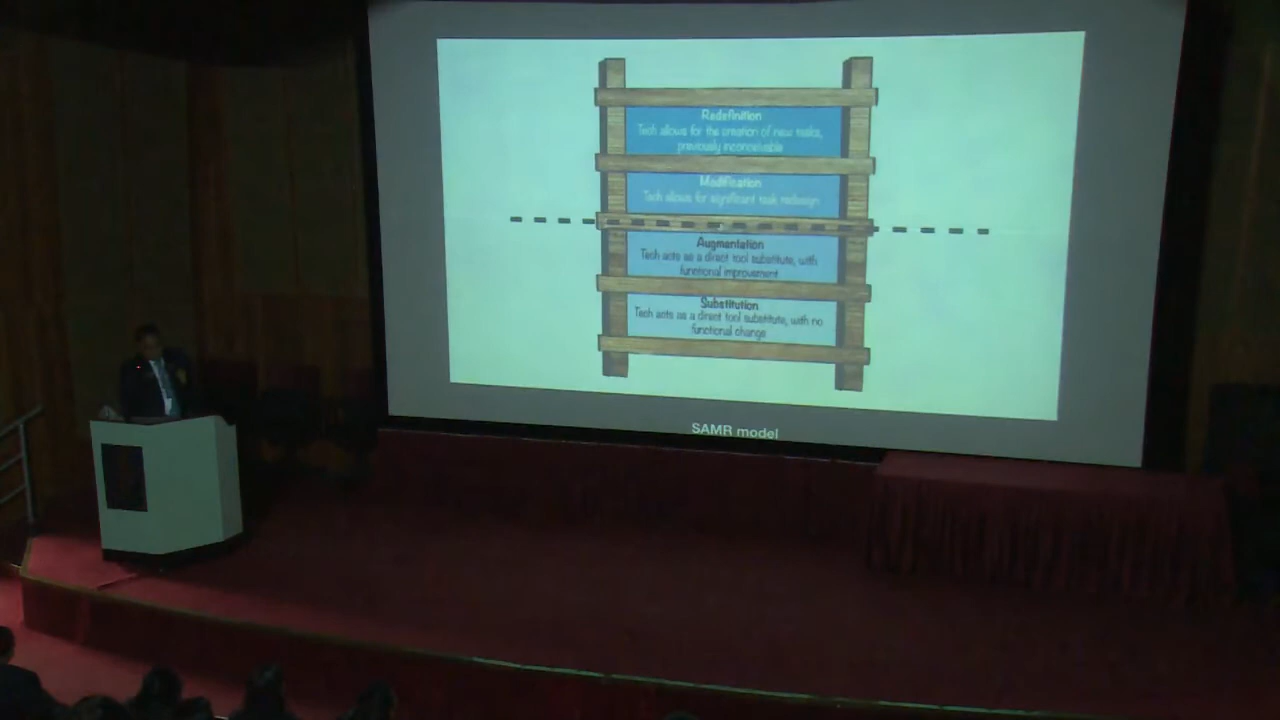 Redefinition
Tech allows for the creation of new tasks,
previously inconceivable
Modification
Tech allows for significant task redesign
Augmentation
Tech acts as a direct tool substitute, with
functional improvement
Substitution
Tech acts as a direct tool substitute, with no
functional change
SAMR model